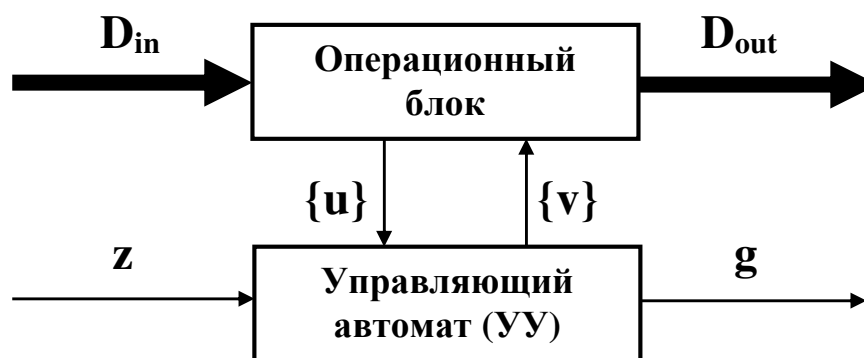 D_in
D_out
Операционный
блок
{u}
{v}
z
g
Управляющий
автомат (УУ)